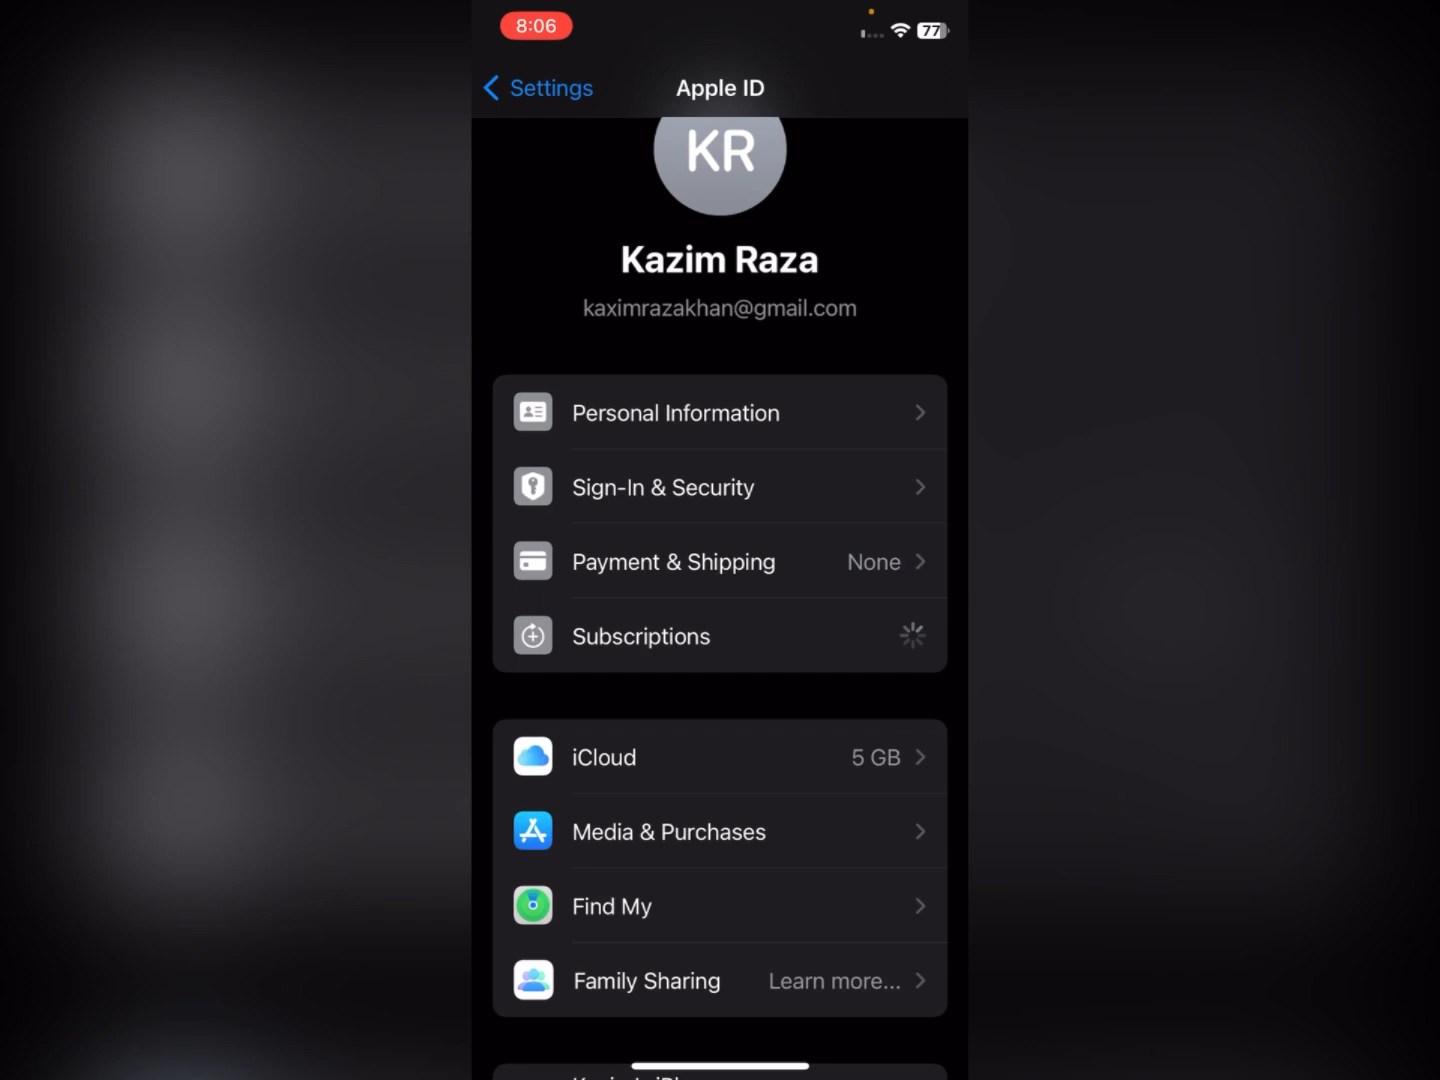 8:06
77
Settings
Apple ID
KR
Kazim Raza
kaximrazakhan@gmail.com
Personal Information
Sign-In & Security
Payment & Shipping None
Subscriptions
iCloud 5 GB
Media & Purchases
Find My
Family Sharing Learn more...